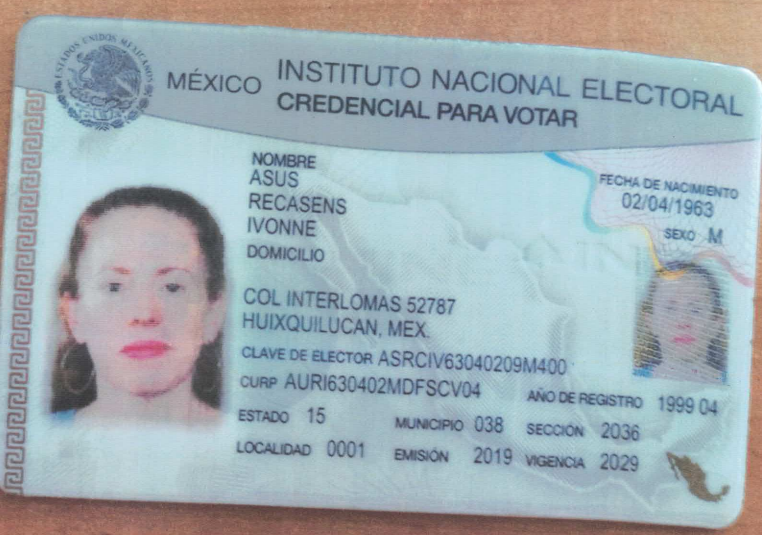 ESTADOS UNIDOS MEXICANOS
MÉXICO INSTITUTO NACIONAL ELECTORAL
CREDENCIAL PARA VOTAR
NOMBRE
ASUS
RECASENS
IVONNE
FECHA DE NACIMIENTO
02/04/1963
SEXO M
DOMICILIO
COL INTERLOMAS 52787
HUIXQUILUCAN, MEX.
CLAVE DE ELECTOR ASRCIV63040209M400
CURP AURI630402MDFSCV04 AÑO DE REGISTRO 1999 04
ESTADO 15 MUNICIPIO 038 SECCIÓN 2036
LOCALIDAD 0001 EMISIÓN 2019 VIGENCIA 2029